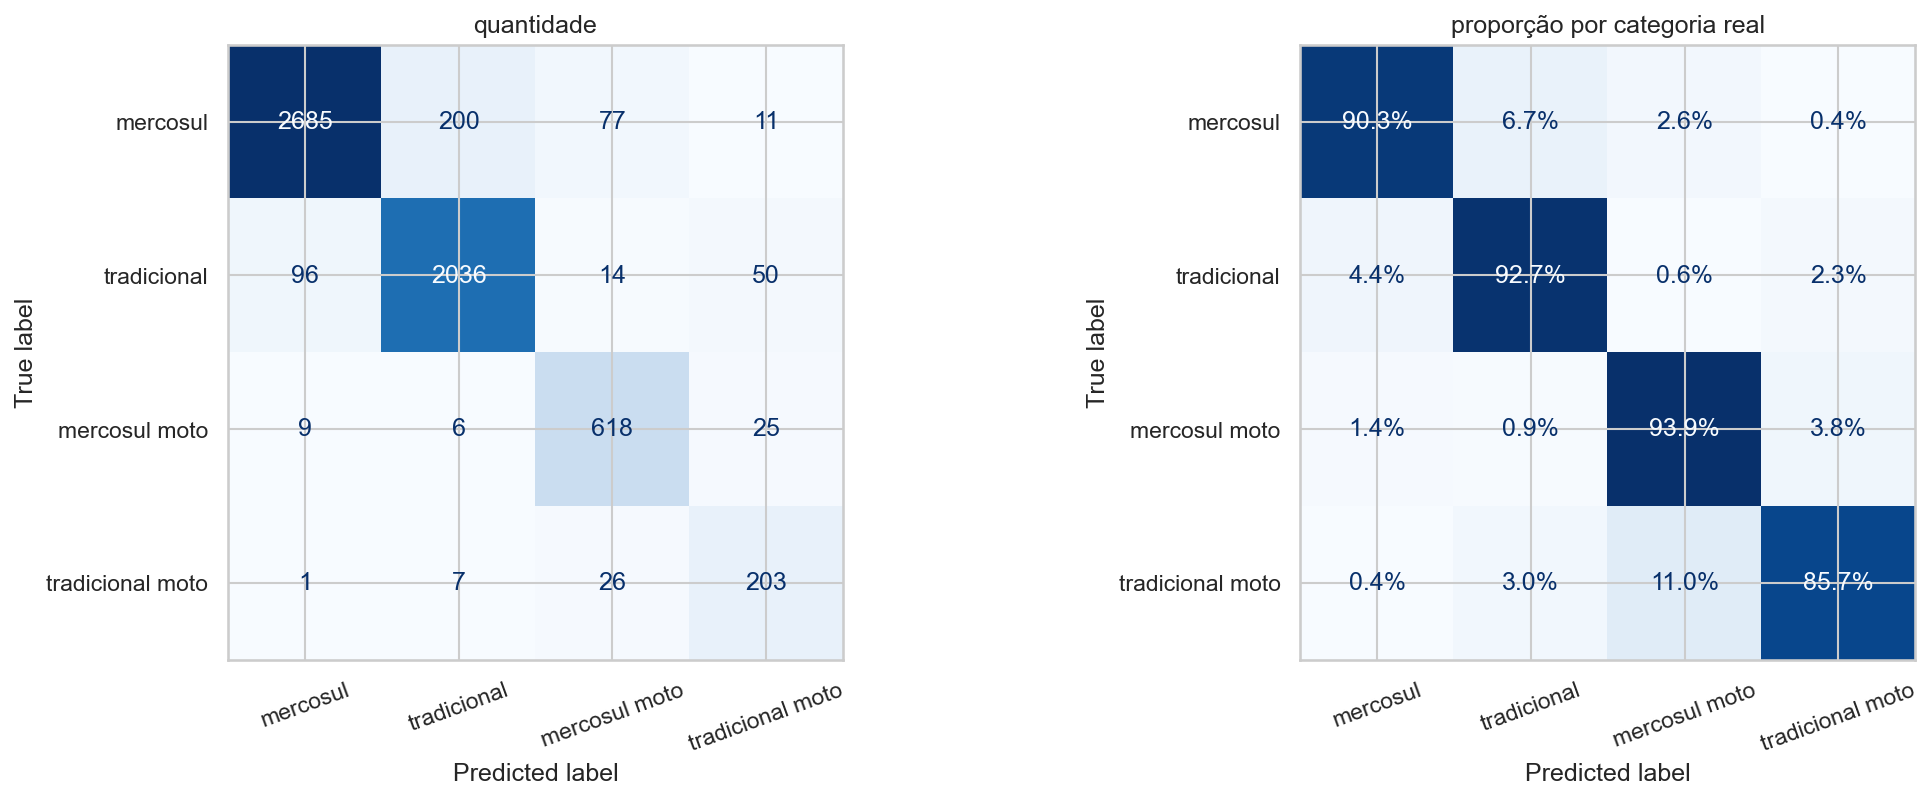 quantidade
True label
mercosul 2685 200 77 11
tradicional 96 2036 14 50
mercosul moto 9 6 618 25
tradicional moto 1 7 26 203
mercosul tradicional mercosul moto tradicional moto
Predicted label
proporção por categoria real
True label
mercosul 90.3% 6.7% 2.6% 0.4%
tradicional 4.4% 92.7% 0.6% 2.3%
mercosul moto 1.4% 0.9% 93.9% 3.8%
tradicional moto 0.4% 3.0% 11.0% 85.7%
mercosul tradicional mercosul moto tradicional moto
Predicted label